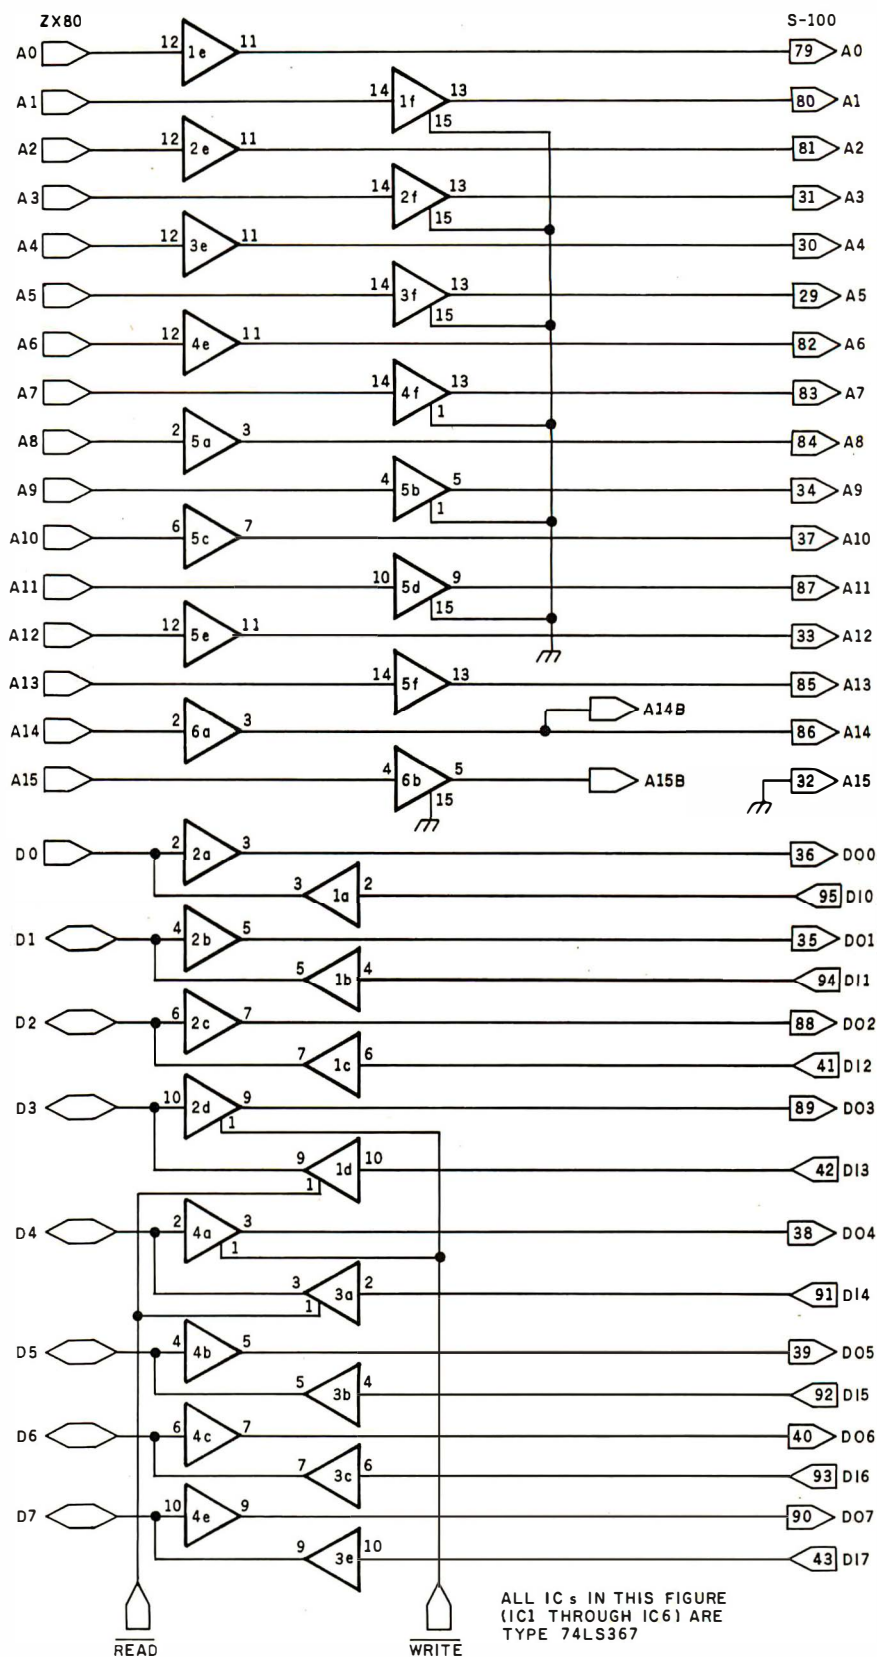 ZX80 S-100
A0 12 1e 11 79 A0
A1 14 1f 13 80 A1
15
A2 12 2e 11 81 A2
A3 14 2f 13 31 A3
15
A4 12 3e 11 30 A4
A5 14 3f 13 29 A5
15
A6 12 4e 11 82 A6
A7 14 4f 13 83 A7
1
A8 2 5a 3 84 A8
A9 4 5b 5 34 A9
1
A10 6 5c 7 37 A10
A11 10 5d 9 87 A11
15
A12 12 5e 11 33 A12
A13 14 5f 13 85 A13
A14B
A14 2 6a 3 86 A14
A15 4 6b 5 A15B 32 A15
15
D0 2 2a 3 36 DO0
3 1a 2 95 DI0
D1 4 2b 5 35 DO1
5 1b 4 94 DI1
D2 6 2c 7 88 DO2
7 1c 6 41 DI2
D3 10 2d 9 89 DO3
1
9 1d 10 42 DI3
1
D4 2 4a 3 38 DO4
1
3 3a 2 91 DI4
1
D5 4 4b 5 39 DO5
5 3b 4 92 DI5
D6 6 4c 7 40 DO6
7 3c 6 93 DI6
D7 10 4e 9 90 DO7
9 3e 10 43 DI7
ALL ICs IN THIS FIGURE
(IC1 THROUGH IC6) ARE
TYPE 74LS367
READ WRITE